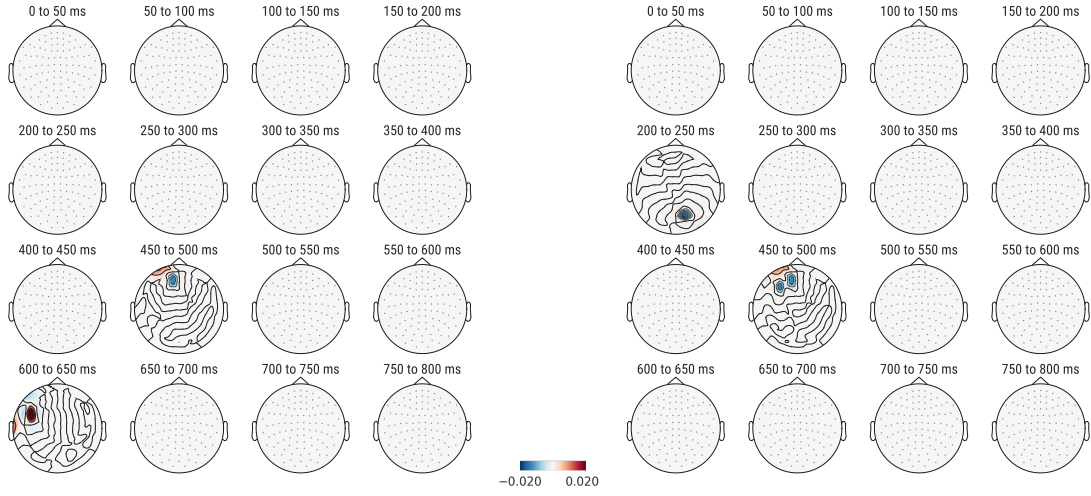 0 to 50 ms 50 to 100 ms 100 to 150 ms 150 to 200 ms 0 to 50 ms 50 to 100 ms 100 to 150 ms 150 to 200 ms
200 to 250 ms 250 to 300 ms 300 to 350 ms 350 to 400 ms 200 to 250 ms 250 to 300 ms 300 to 350 ms 350 to 400 ms
400 to 450 ms 450 to 500 ms 500 to 550 ms 550 to 600 ms 400 to 450 ms 450 to 500 ms 500 to 550 ms 550 to 600 ms
600 to 650 ms 650 to 700 ms 700 to 750 ms 750 to 800 ms 600 to 650 ms 650 to 700 ms 700 to 750 ms 750 to 800 ms
−0.020 0.020